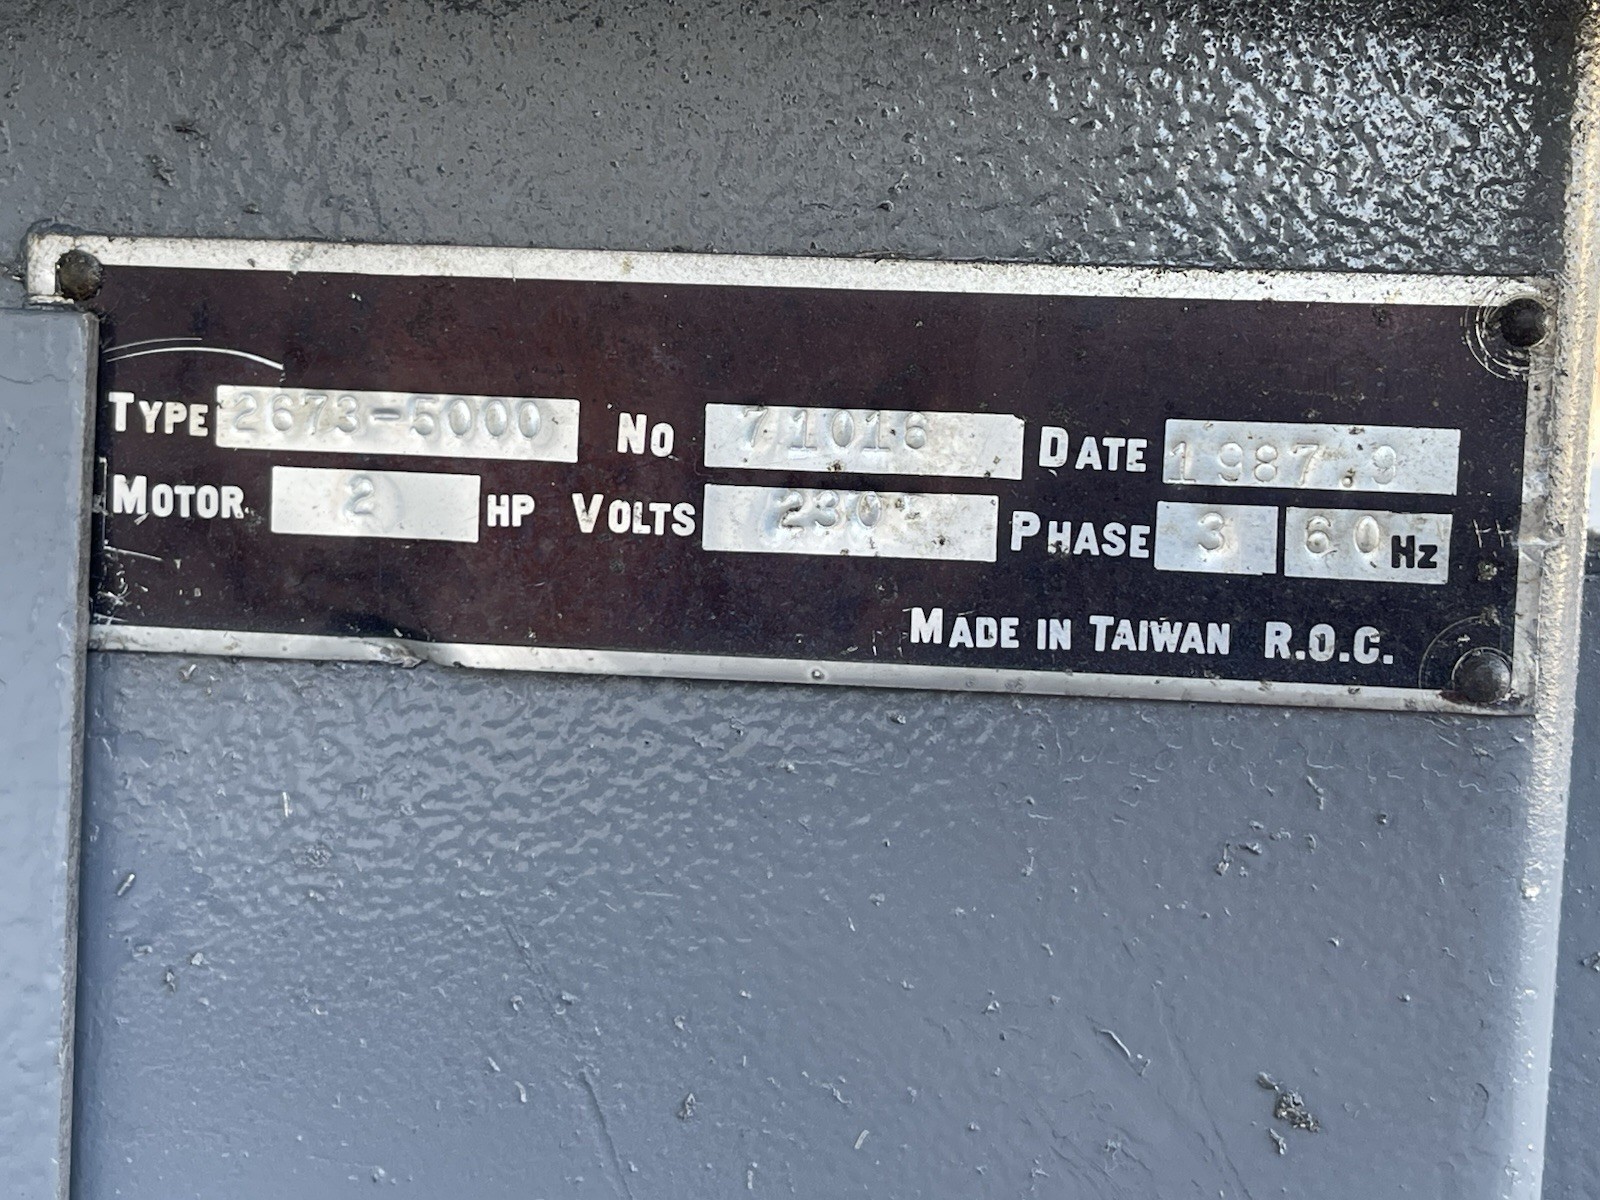 TYPE 2673-5000 NO 71016 DATE 1987.9
MOTOR 2 HP VOLTS 230 PHASE 3 60 Hz
MADE IN TAIWAN R.O.C.